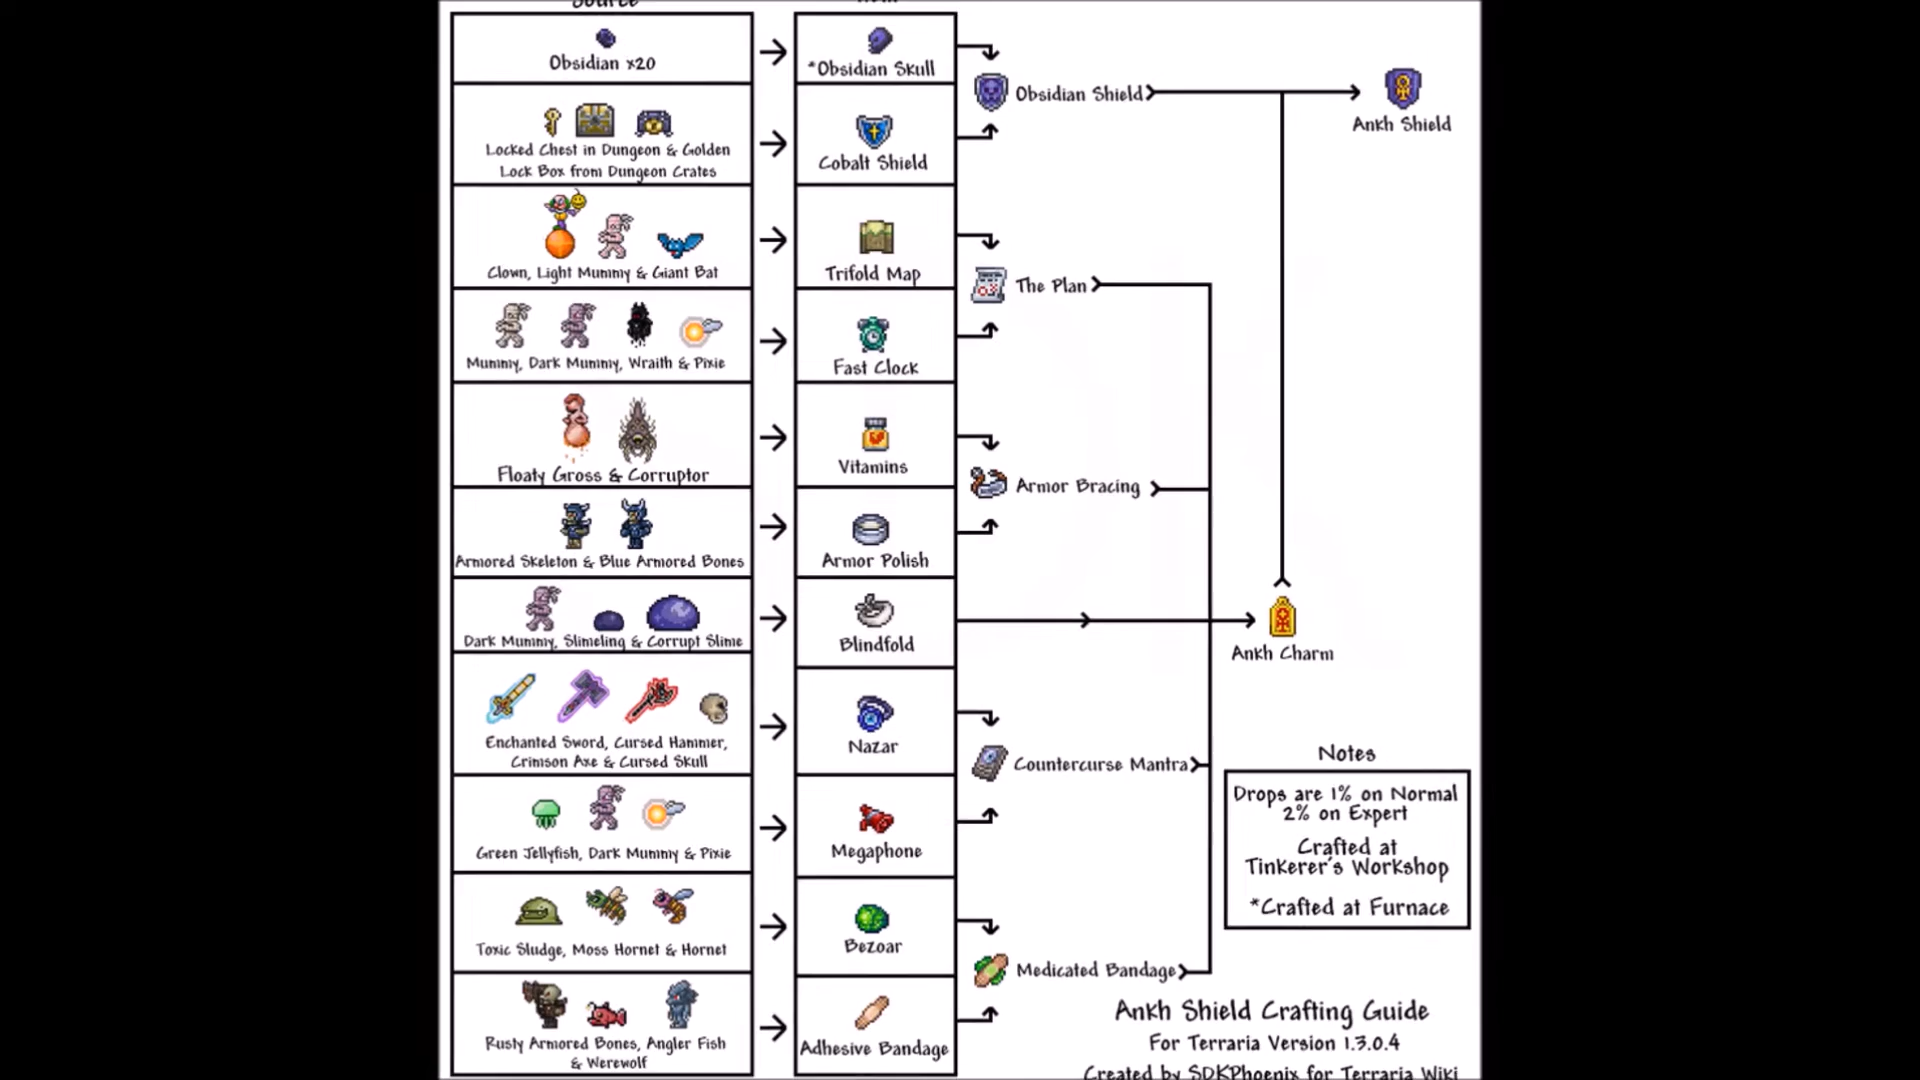 Source
Obsidian x20
*Obsidian Skull
Obsidian Shield
Ankh Shield
Locked Chest in Dungeon & Golden
Lock Box from Dungeon Crates
Cobalt Shield
Clown, Light Mummy & Giant Bat
Trifold Map
The Plan
Mummy, Dark Mummy, Wraith & Pixie
Fast Clock
Floaty Gross & Corruptor
Vitamins
Armor Bracing
Armored Skeleton & Blue Armored Bones
Armor Polish
Dark Mummy, Slimeling & Corrupt Slime
Blindfold
Ankh Charm
Enchanted Sword, Cursed Hammer,
Crimson Axe & Cursed Skull
Nazar
Countercurse Mantra
Green Jellyfish, Dark Mummy & Pixie
Megaphone
Toxic Sludge, Moss Hornet & Hornet
Bezoar
Medicated Bandage
Rusty Armored Bones, Angler Fish
& Werewolf
Adhesive Bandage
Notes
Drops are 1% on Normal
2% on Expert
Crafted at
Tinkerer's Workshop
*Crafted at Furnace
Ankh Shield Crafting Guide
For Terraria Version 1.3.0.4
Created by SDKPhoenix for Terraria Wiki